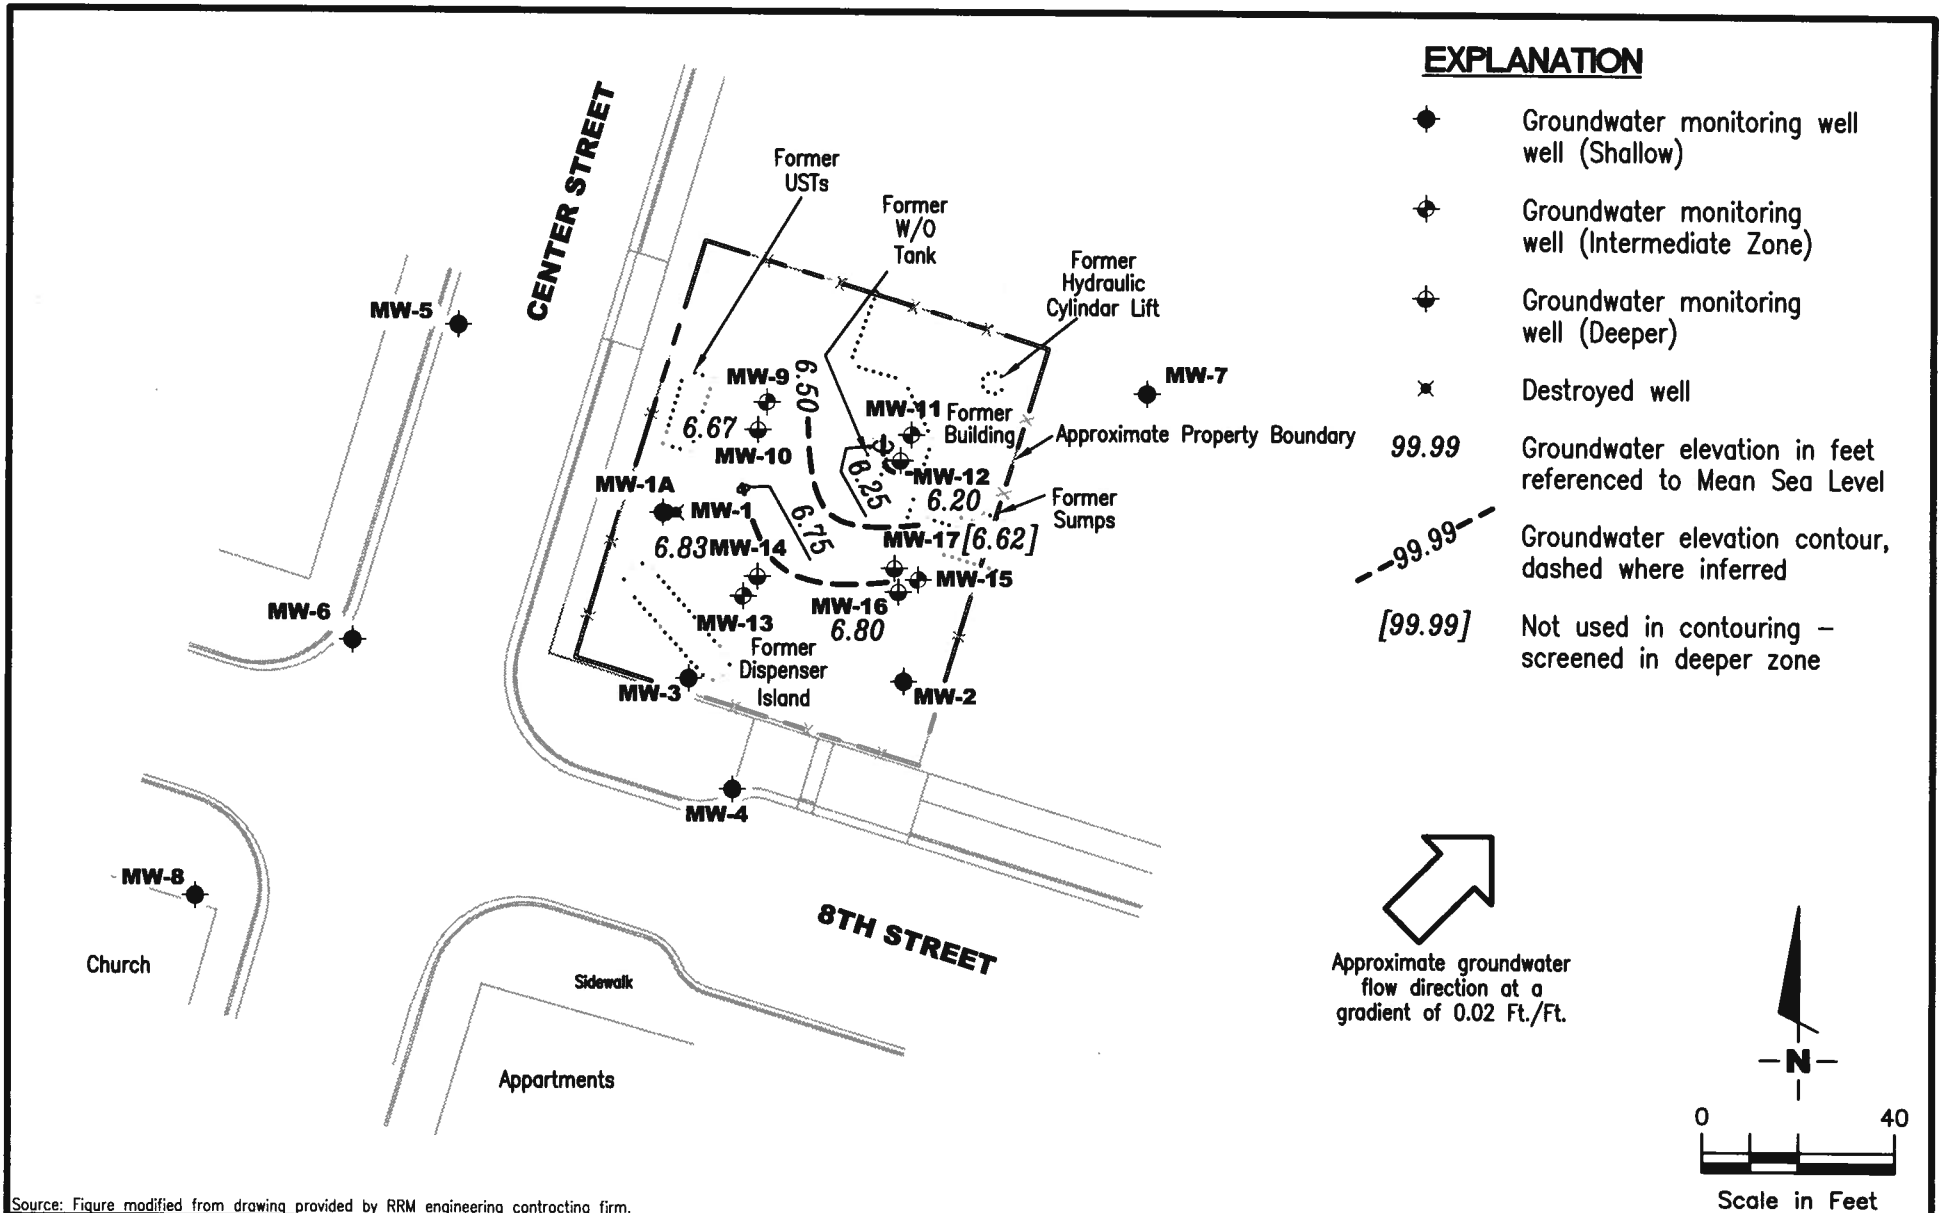 EXPLANATION
Groundwater monitoring well
well (Shallow)
Groundwater monitoring
well (Intermediate Zone)
Groundwater monitoring
well (Deeper)
Destroyed well
99.99
Groundwater elevation in feet
referenced to Mean Sea Level
99.99
Groundwater elevation contour,
dashed where inferred
[99.99]
Not used in contouring –
screened in deeper zone
CENTER STREET
Former
USTs
Former
W/O
Tank
Former
Hydraulic
Cylindar Lift
MW-5
MW-7
MW-9
6.50
MW-11
Former
Building
Approximate Property Boundary
6.67
MW-10
MW-12
6.25
6.20
MW-1A
MW-1
Former
Sumps
6.75
6.83
MW-14
MW-17
[6.62]
MW-15
MW-6
MW-13
MW-16
6.80
Former
Dispenser
Island
MW-3
MW-2
MW-4
MW-8
8TH STREET
Church
Sidewalk
Appartments
Approximate groundwater
flow direction at a
gradient of 0.02 Ft./Ft.
N
0
40
Scale in Feet
Source: Figure modified from drawing provided by RRM engineering contracting firm.